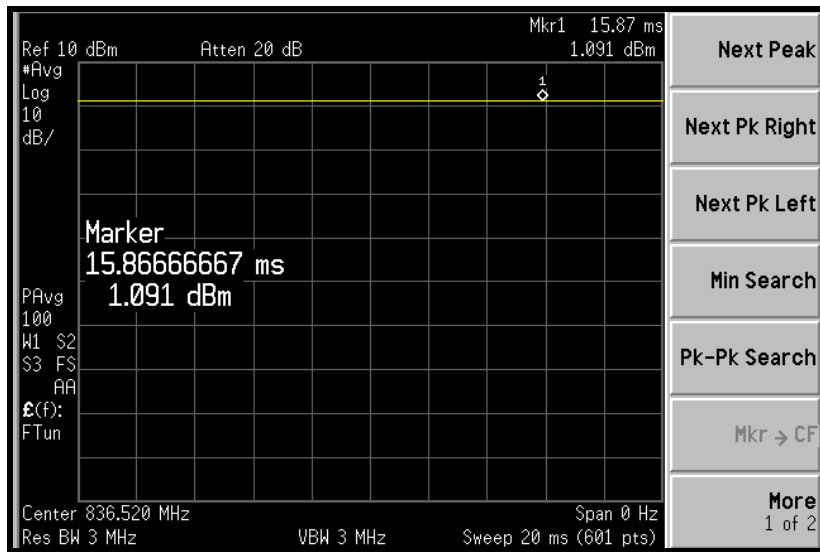 Mkr1 15.87 ms
Ref 10 dBm Atten 20 dB 1.091 dBm
#Avg
Log
10
dB/
1
Marker
15.86666667 ms
1.091 dBm
PAvg
100
W1 S2
S3 FS
AA
£(f):
FTun
Center 836.520 MHz Span 0 Hz
Res BW 3 MHz VBW 3 MHz Sweep 20 ms (601 pts)
Next Peak
Next Pk Right
Next Pk Left
Min Search
Pk-Pk Search
Mkr → CF
More
1 of 2